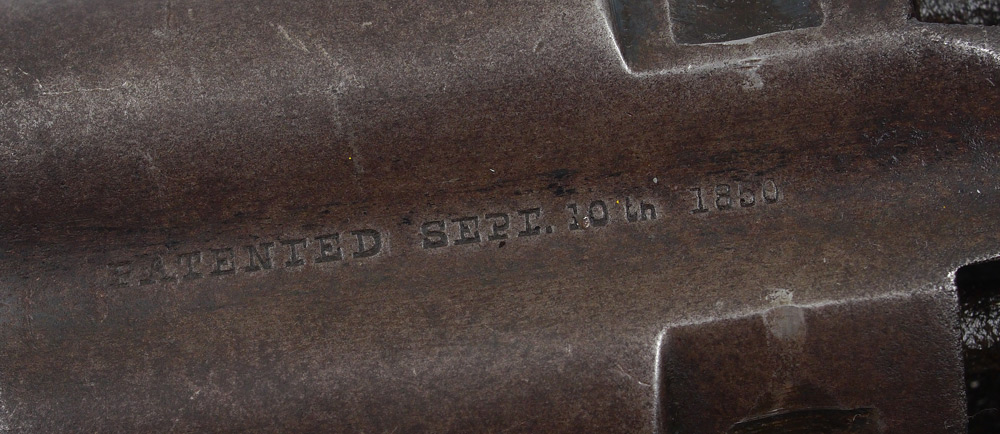 PATENTED SEPT. 10th 1850